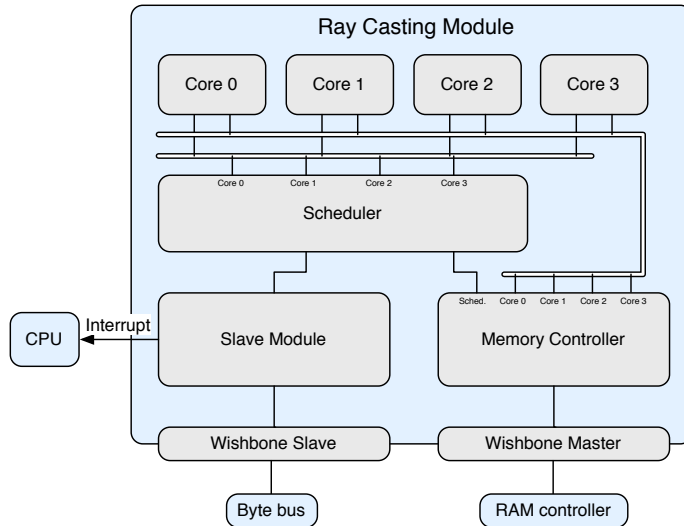 Ray Casting Module
Core 0 Core 1 Core 2 Core 3
Core 0 Core 1 Core 2 Core 3
Scheduler
Sched. Core 0 Core 1 Core 2 Core 3
CPU Interrupt Slave Module Memory Controller
Wishbone Slave Wishbone Master
Byte bus RAM controller